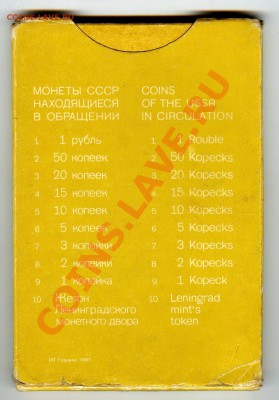 МОНЕТЫ СССР
НАХОДЯЩИЕСЯ
В ОБРАЩЕНИИ
1 1 рубль
2 50 копеек
3 20 копеек
4 15 копеек
5 10 копеек
6 5 копеек
7 3 копейки
8 2 копейки
9 1 копейка
10 Жетон
Ленинградского
монетного двора
COINS
OF THE USSR
IN CIRCULATION
1 1 Rouble
2 50 Kopecks
3 20 Kopecks
4 15 Kopecks
5 10 Kopecks
6 5 Kopecks
7 3 Kopecks
8 2 Kopecks
9 1 Kopeck
10 Leningrad
mint's
token
COINS.LAVE.RU